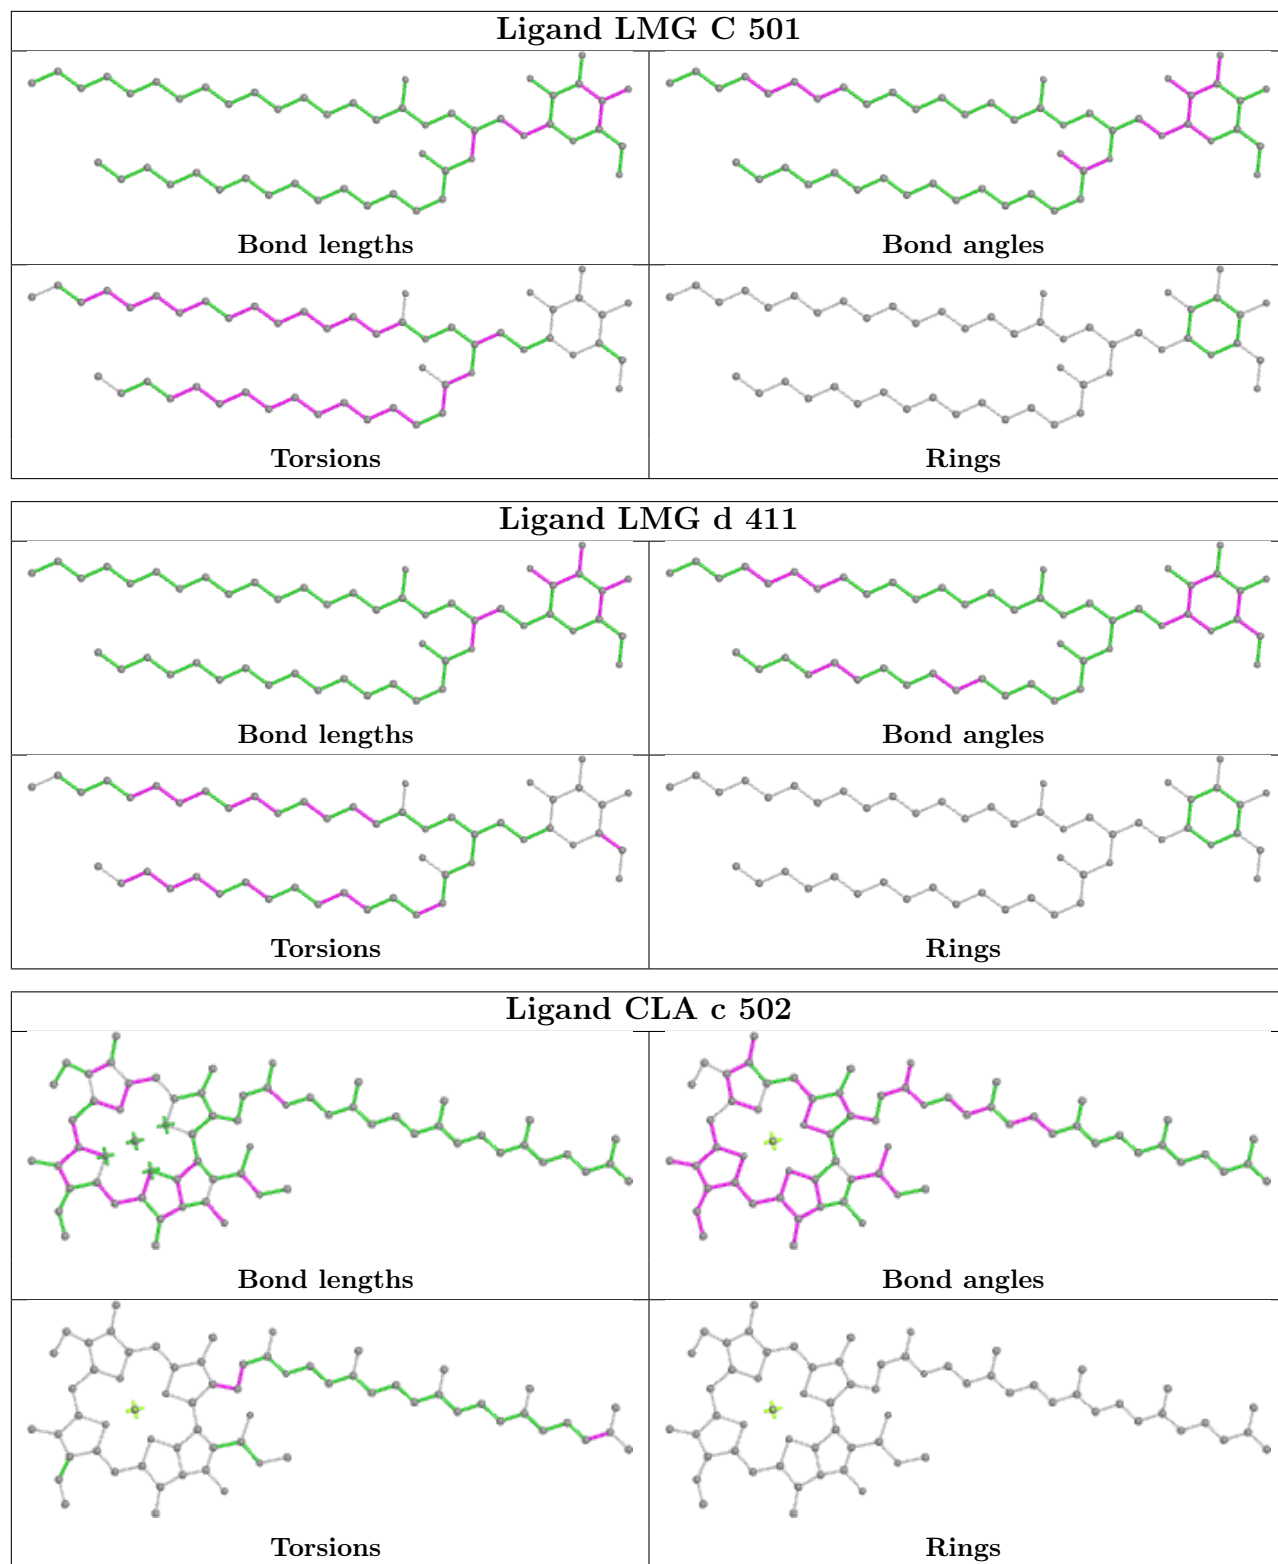 Ligand LMG C 501
Bond lengths
Bond angles
Torsions
Rings
Ligand LMG d 411
Bond lengths
Bond angles
Torsions
Rings
Ligand CLA c 502
Bond lengths
Bond angles
Torsions
Rings